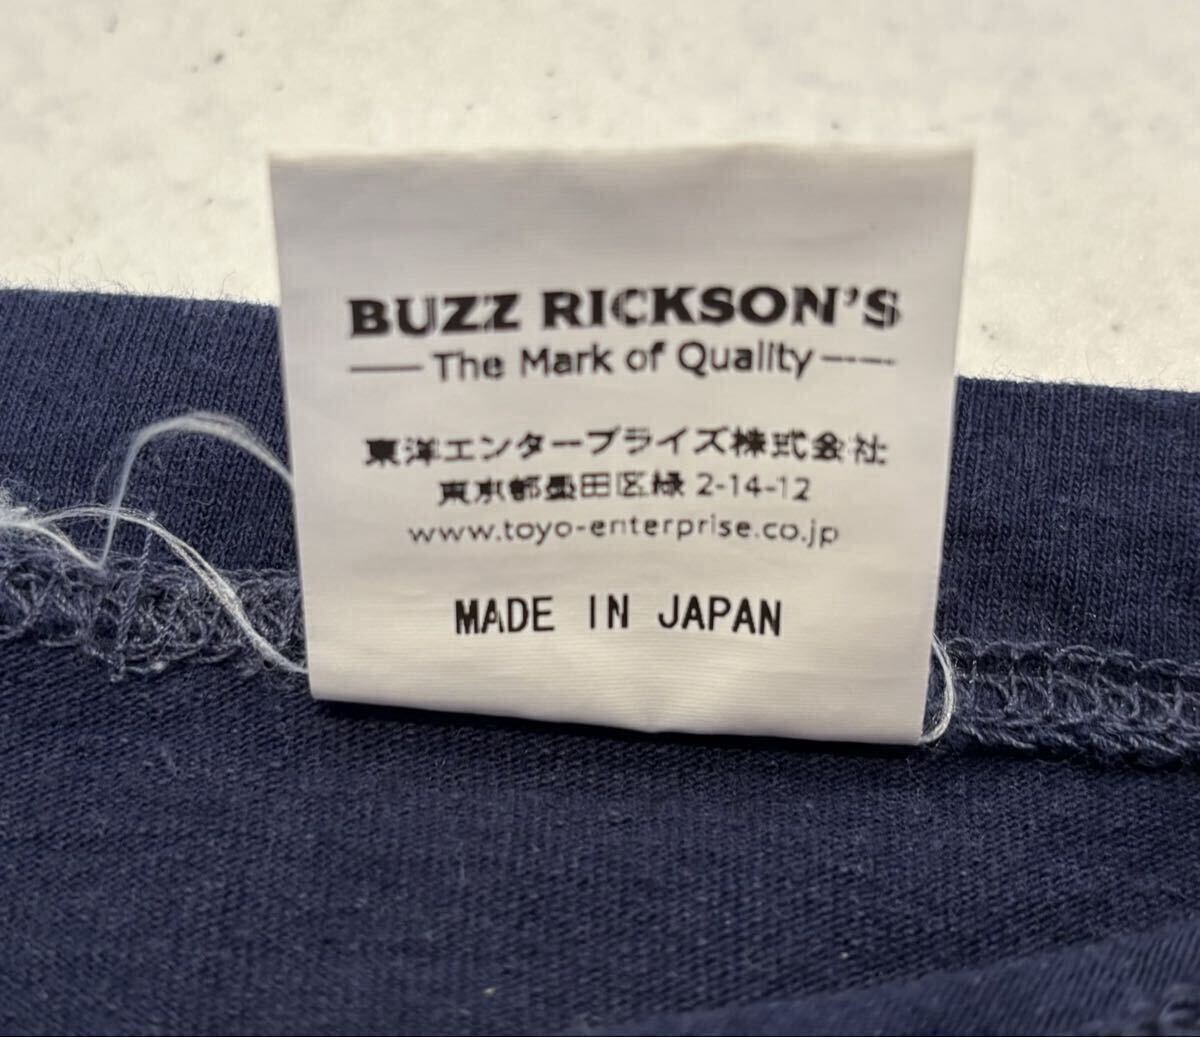 BUZZ RICKSON'S
The Mark of Quality
東洋エンタープライズ株式会社
東京都墨田区緑 2-14-12
www.toyo-enterprise.co.jp
MADE IN JAPAN